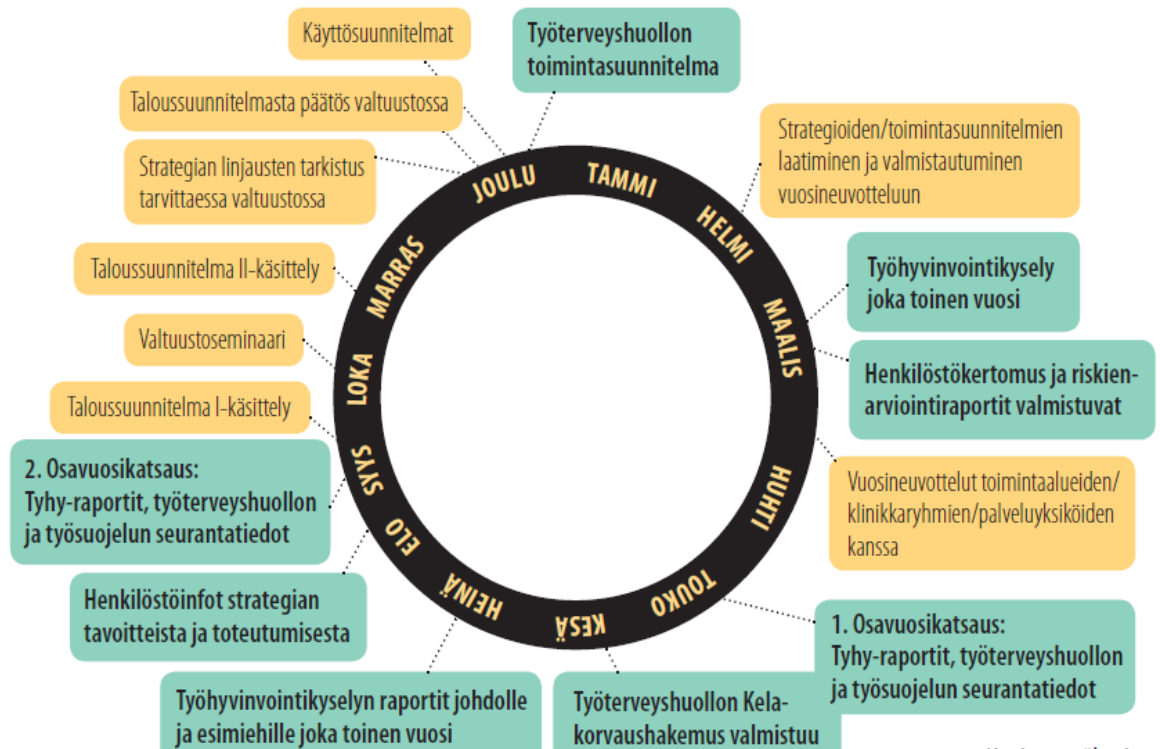 Käyttösuunnitelmat
Työterveyshuollon
toimintasuunnitelma
Taloussuunnitelmasta päätös valtuustossa
Strategian linjausten tarkistus
tarvittaessa valtuustossa
Taloussuunnitelma II-käsittely
Valtuustoseminaari
Taloussuunnitelma I-käsittely
2. Osavuosikatsaus:
Tyhy-raportit, työterveyshuollon
ja työsuojelun seurantatiedot
Henkilöstöinfot strategian
tavoitteista ja toteutumisesta
Työhyvinvointikyselyn raportit johdolle
ja esimiehille joka toinen vuosi
Työterveyshuollon Kela-
korvaushakemus valmistuu
1. Osavuosikatsaus:
Tyhy-raportit, työterveyshuollon
ja työsuojelun seurantatiedot
Vuosineuvottelut toimintaalueiden/
klinikkaryhmien/palveluyksiköiden
kanssa
Henkilöstökertomus ja riskien-
arviointiraportit valmistuvat
Työhyvinvointikysely
joka toinen vuosi
Strategioiden/toimintasuunnitelmien
laatiminen ja valmistautuminen
vuosineuvotteluun
TAMMI
HELMI
MAALIS
HUHTI
TOUKO
KESÄ
HEINÄ
ELO
SYYS
LOKA
MARRAS
JOULU